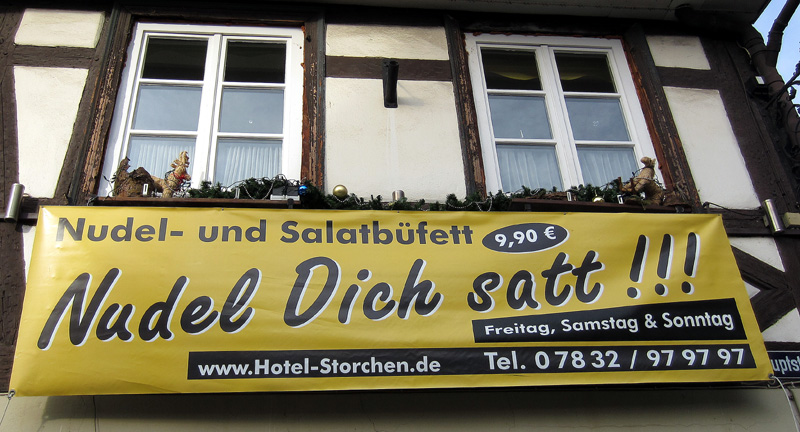 Nudel- und Salatbüfett 9,90 €
Nudel Dich satt !!!
Freitag, Samstag & Sonntag
www.Hotel-Storchen.de Tel. 0 78 32 / 97 97 97